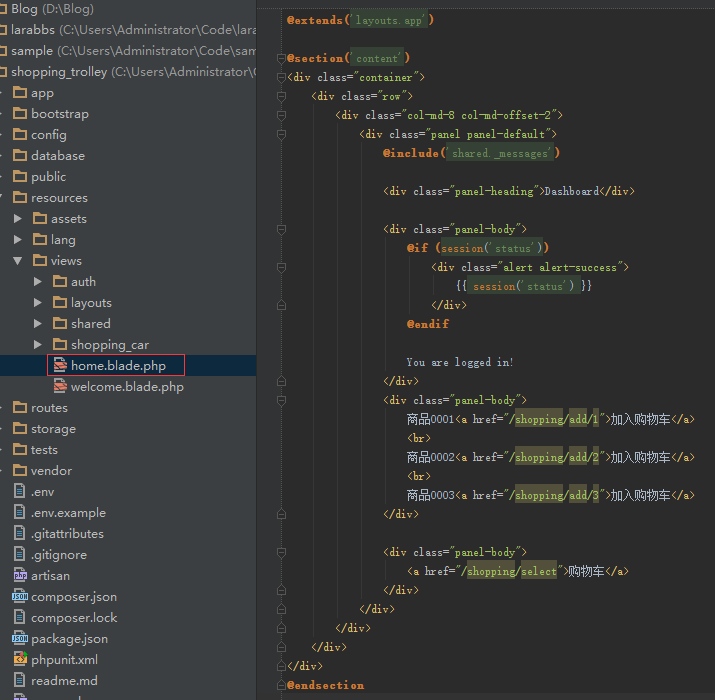 Blog (D:\Blog)
larabbs (C:\Users\Administrator\Code\lara
sample (C:\Users\Administrator\Code\sam
shopping_trolley (C:\Users\Administrator\
app
bootstrap
config
database
public
resources
assets
lang
views
auth
layouts
shared
shopping_car
home.blade.php
welcome.blade.php
routes
storage
tests
vendor
.env
.env.example
.gitattributes
.gitignore
artisan
composer.json
composer.lock
package.json
phpunit.xml
readme.md
@extends('layouts.app')
@section('content')
<div class="container">
<div class="row">
<div class="col-md-8 col-md-offset-2">
<div class="panel panel-default">
@include('shared._messages')
<div class="panel-heading">Dashboard</div>
<div class="panel-body">
@if (session('status'))
<div class="alert alert-success">
{{ session('status') }}
</div>
@endif
You are logged in!
</div>
<div class="panel-body">
商品0001<a href="/shopping/add/1">加入购物车</a>
<br>
商品0002<a href="/shopping/add/2">加入购物车</a>
<br>
商品0003<a href="/shopping/add/3">加入购物车</a>
</div>
<div class="panel-body">
<a href="/shopping/select">购物车</a>
</div>
</div>
</div>
</div>
</div>
@endsection